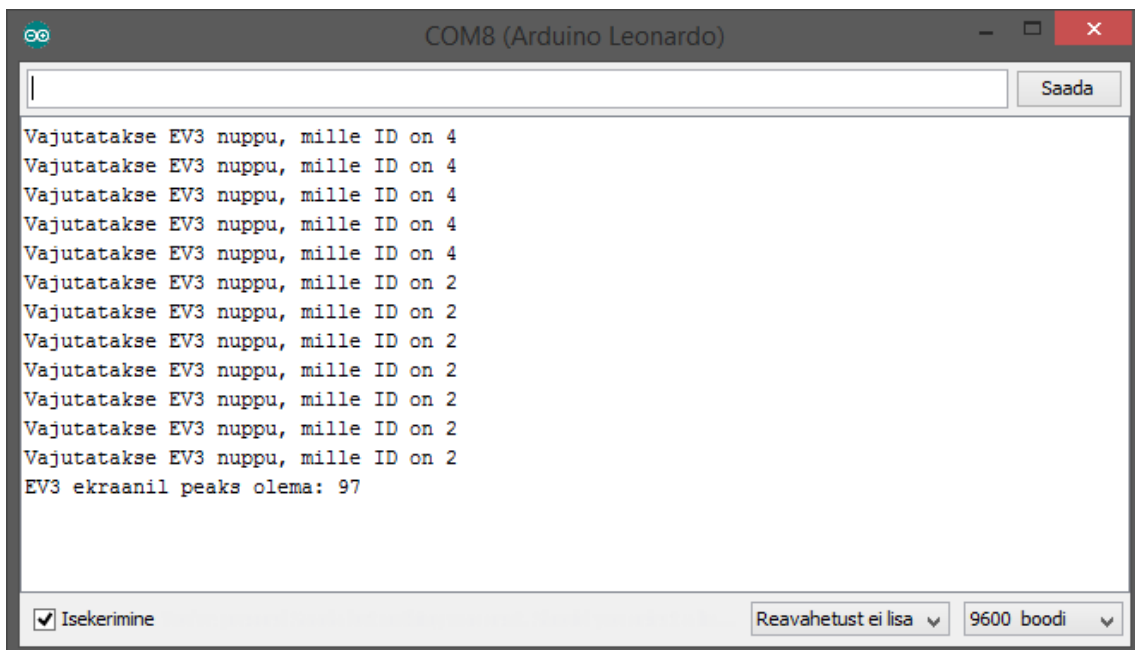 COM8 (Arduino Leonardo)
Saada
Vajutatakse EV3 nuppu, mille ID on 4
Vajutatakse EV3 nuppu, mille ID on 4
Vajutatakse EV3 nuppu, mille ID on 4
Vajutatakse EV3 nuppu, mille ID on 4
Vajutatakse EV3 nuppu, mille ID on 4
Vajutatakse EV3 nuppu, mille ID on 2
Vajutatakse EV3 nuppu, mille ID on 2
Vajutatakse EV3 nuppu, mille ID on 2
Vajutatakse EV3 nuppu, mille ID on 2
Vajutatakse EV3 nuppu, mille ID on 2
Vajutatakse EV3 nuppu, mille ID on 2
Vajutatakse EV3 nuppu, mille ID on 2
EV3 ekraanil peaks olema: 97
Isekerimine Reavahetust ei lisa 9600 boodi